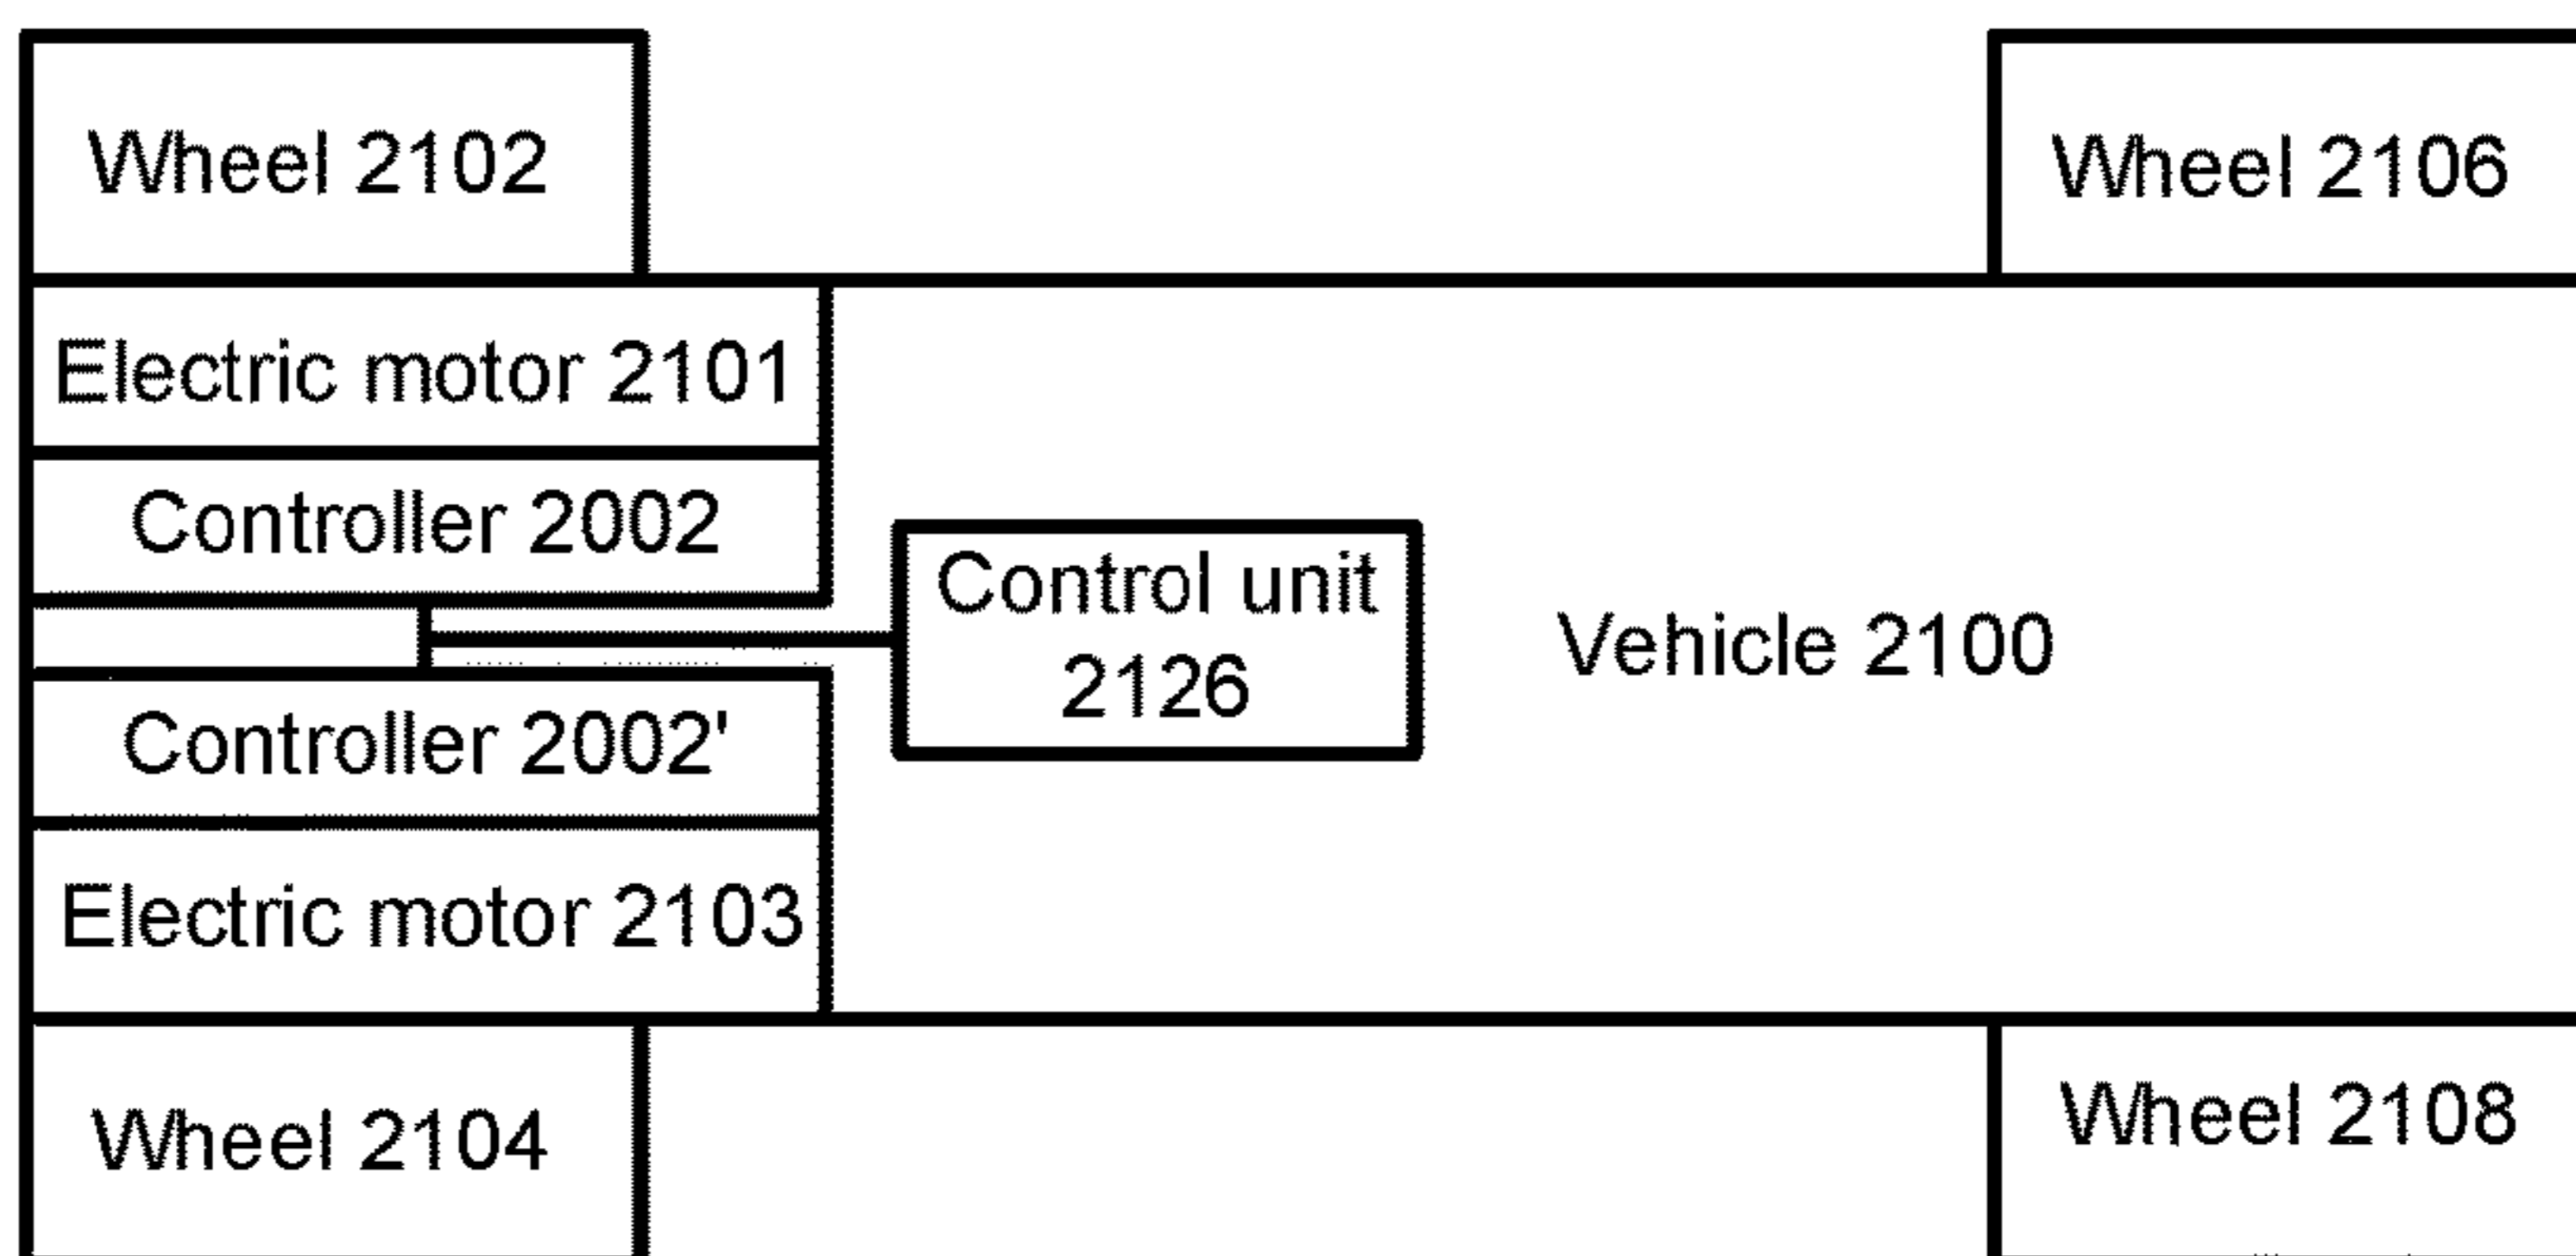 Wheel 2102
Wheel 2106
Electric motor 2101
Controller 2002
Control unit
2126
Vehicle 2100
Controller 2002'
Electric motor 2103
Wheel 2104
Wheel 2108